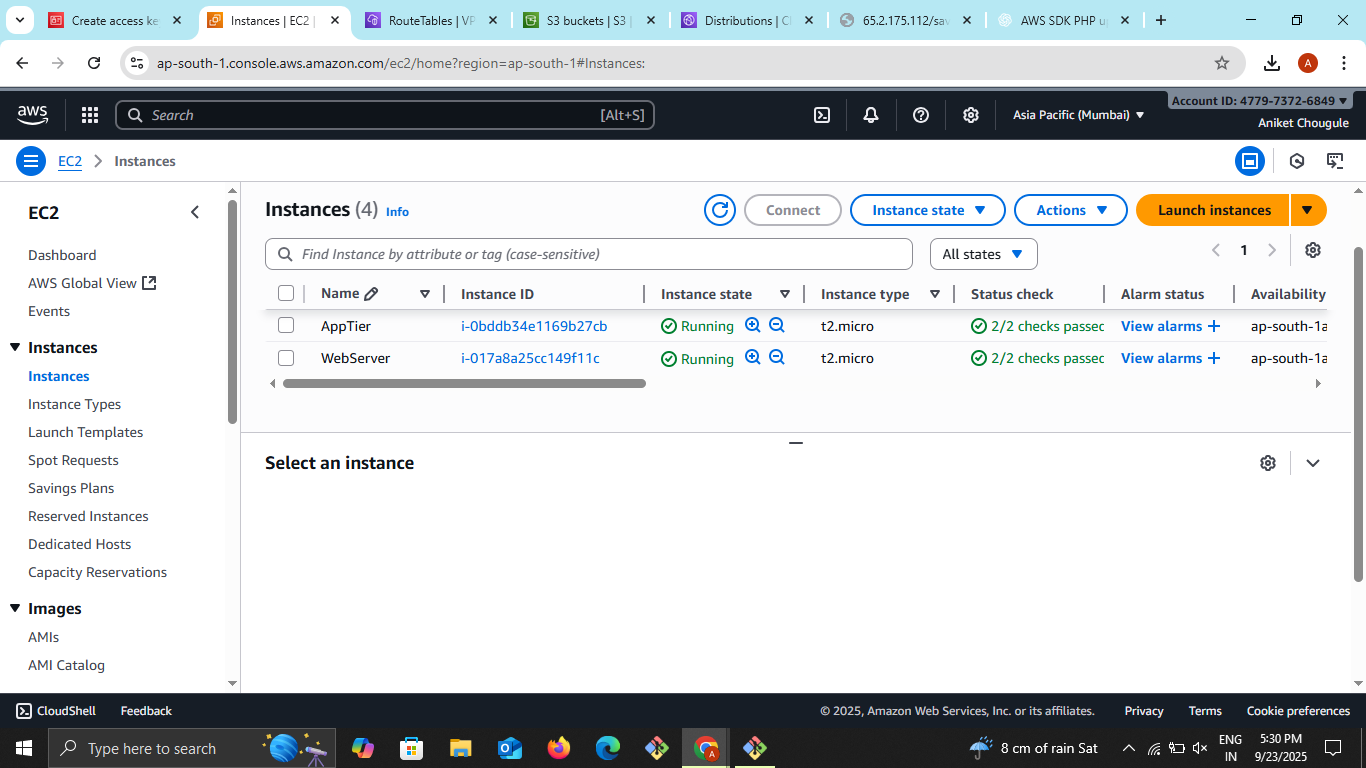 Create access ke
Instances | EC2 |
RouteTables | VP
S3 buckets | S3 |
Distributions | Cl
65.2.175.112/sav
AWS SDK PHP u
ap-south-1.console.aws.amazon.com/ec2/home?region=ap-south-1#Instances:
A
aws
Search
[Alt+S]
Asia Pacific (Mumbai)
Account ID: 4779-7372-6849
Aniket Chougule
EC2
Instances
EC2
Dashboard
AWS Global View
Events
Instances
Instances
Instance Types
Launch Templates
Spot Requests
Savings Plans
Reserved Instances
Dedicated Hosts
Capacity Reservations
Images
AMIs
AMI Catalog
Instances (4) Info
Connect
Instance state
Actions
Launch instances
Find Instance by attribute or tag (case-sensitive)
All states
1
Name Instance ID Instance state Instance type Status check Alarm status Availability
AppTier i-0bddb34e1169b27cb Running t2.micro 2/2 checks passed View alarms + ap-south-1a
WebServer i-017a8a25cc149f11c Running t2.micro 2/2 checks passed View alarms + ap-south-1a
Select an instance
CloudShell Feedback © 2025, Amazon Web Services, Inc. or its affiliates. Privacy Terms Cookie preferences
Type here to search
A
8 cm of rain Sat
ENG
IN
5:30 PM
9/23/2025